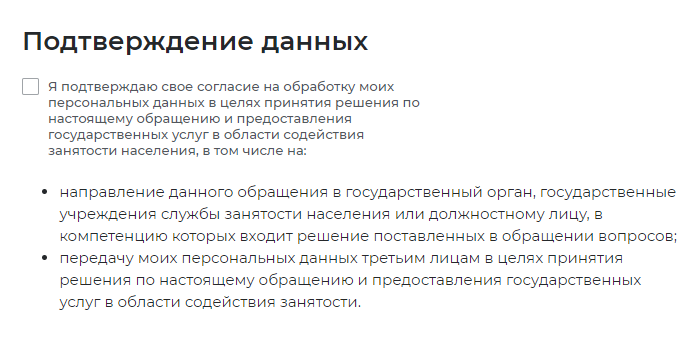 Подтверждение данных
Я подтверждаю свое согласие на обработку моих
персональных данных в целях принятия решения по
настоящему обращению и предоставления
государственных услуг в области содействия
занятости населения, в том числе на:
• направление данного обращения в государственный орган, государственные
учреждения службы занятости населения или должностному лицу, в
компетенцию которых входит решение поставленных в обращении вопросов;
• передачу моих персональных данных третьим лицам в целях принятия
решения по настоящему обращению и предоставления государственных
услуг в области содействия занятости.